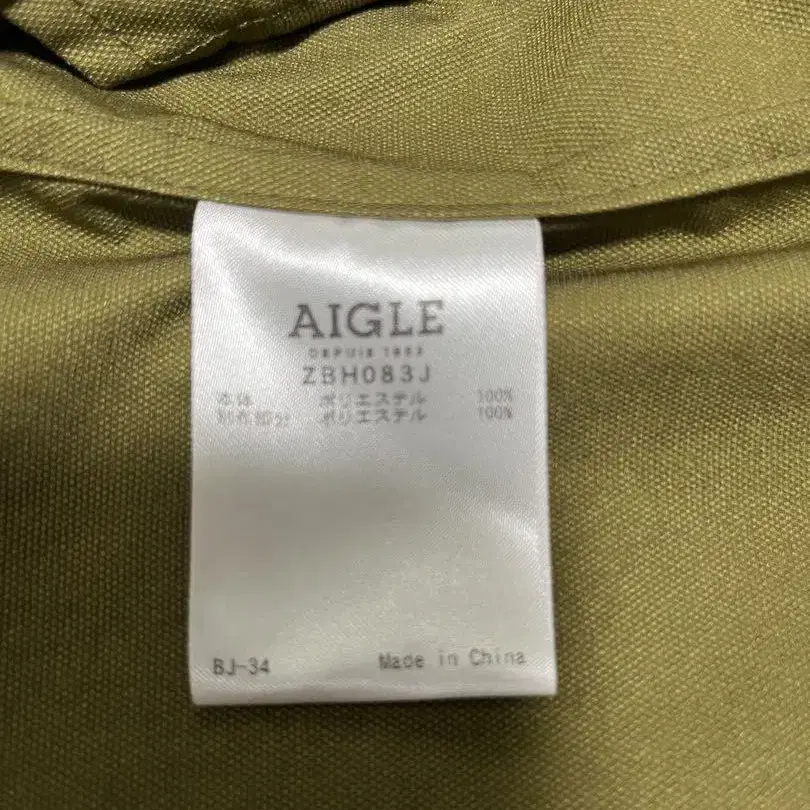 AIGLE
DEPUIS 1853
ZBH083J
本体 ポリエステル 100%
別布部分 ポリエステル 100%
BJ-34 Made in China